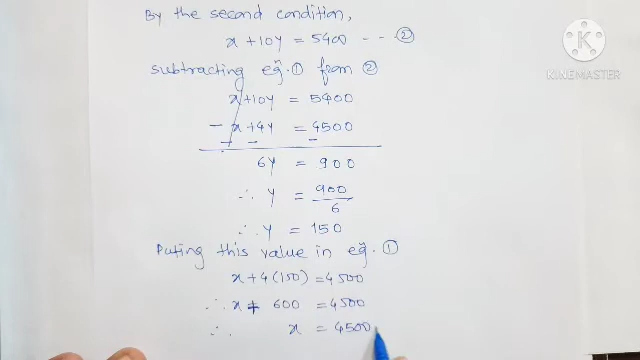 By the second condition,
x + 10y = 5400 -- ②
subtracting eqⁿ. ① from ②
x + 10y = 5400
- x + 4y = 4500
- - -
6y = 900
∴ y = 900/6
∴ y = 150
Puting this value in eqⁿ. ①
x + 4(150) = 4500
∴ x + 600 = 4500
∴ x = 4500
KINEMASTER